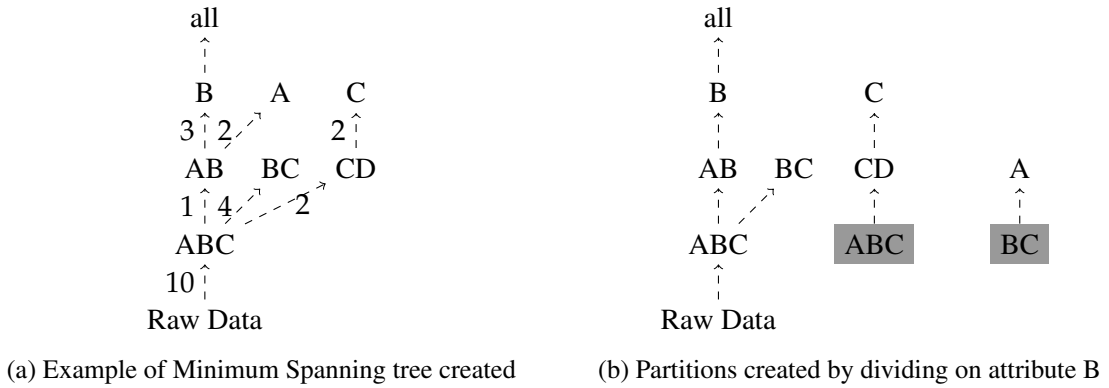 all
B A C
3 2 2
AB BC CD
1 4 2
ABC
10
Raw Data
(a) Example of Minimum Spanning tree created
all
B C
AB BC CD A
ABC ABC BC
Raw Data
(b) Partitions created by dividing on attribute B